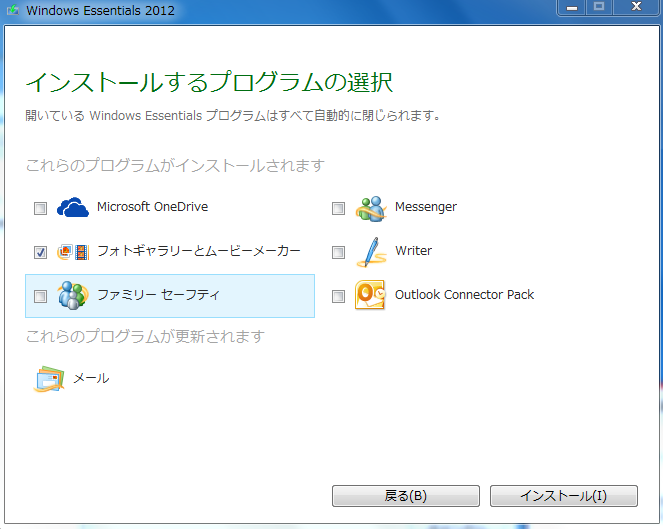 Windows Essentials 2012
インストールするプログラムの選択
開いている Windows Essentials プログラムはすべて自動的に閉じられます。
これらのプログラムがインストールされます
Microsoft OneDrive
Messenger
フォトギャラリーとムービーメーカー
Writer
ファミリー セーフティ
Outlook Connector Pack
これらのプログラムが更新されます
メール
戻る(B)
インストール(I)